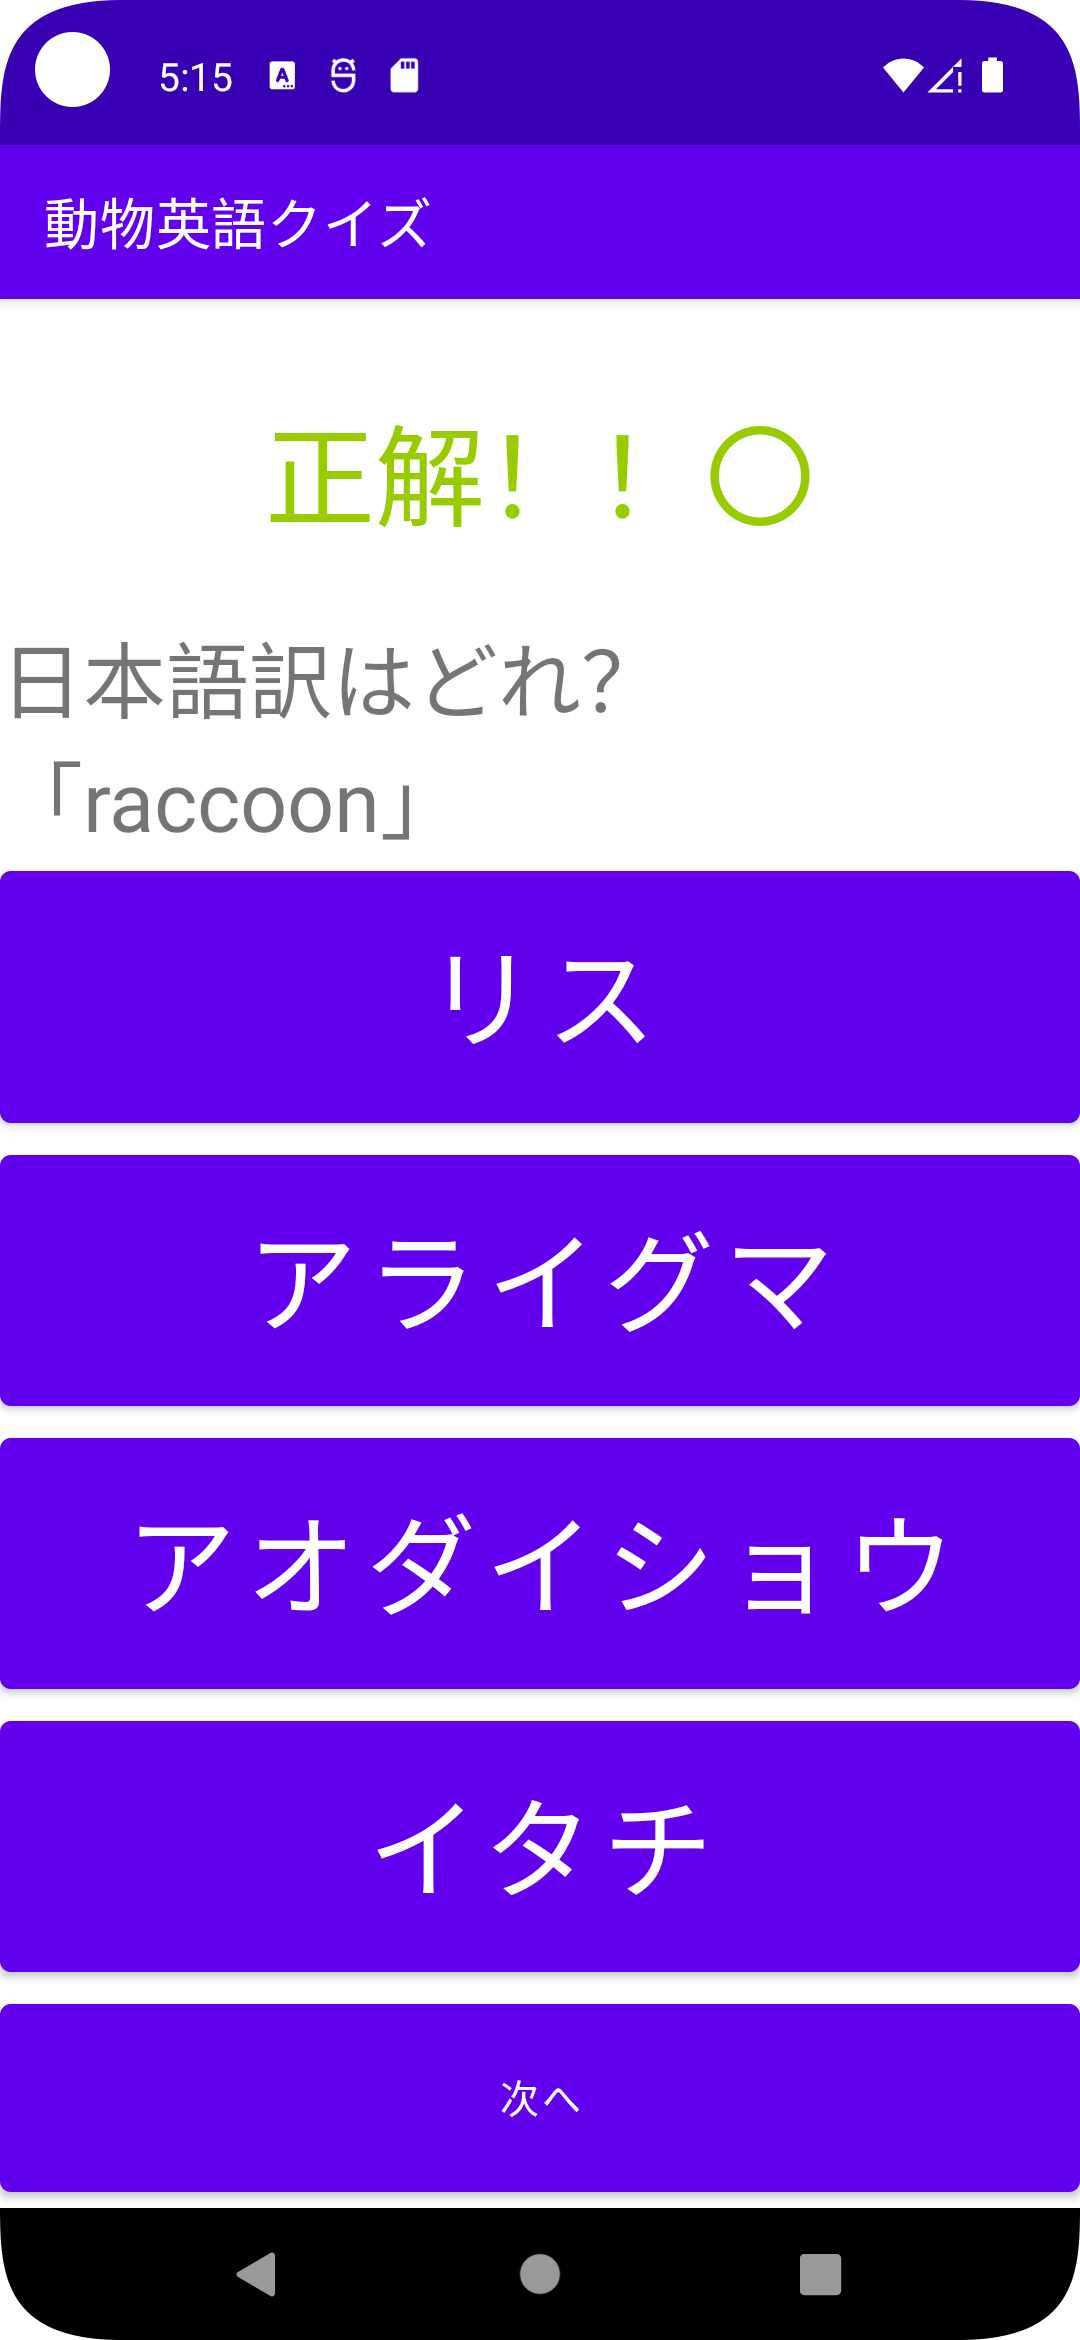 5:15
動物英語クイズ
正解！！〇
日本語訳はどれ?
「raccoon」
リス
アライグマ
アオダイショウ
イタチ
次へ